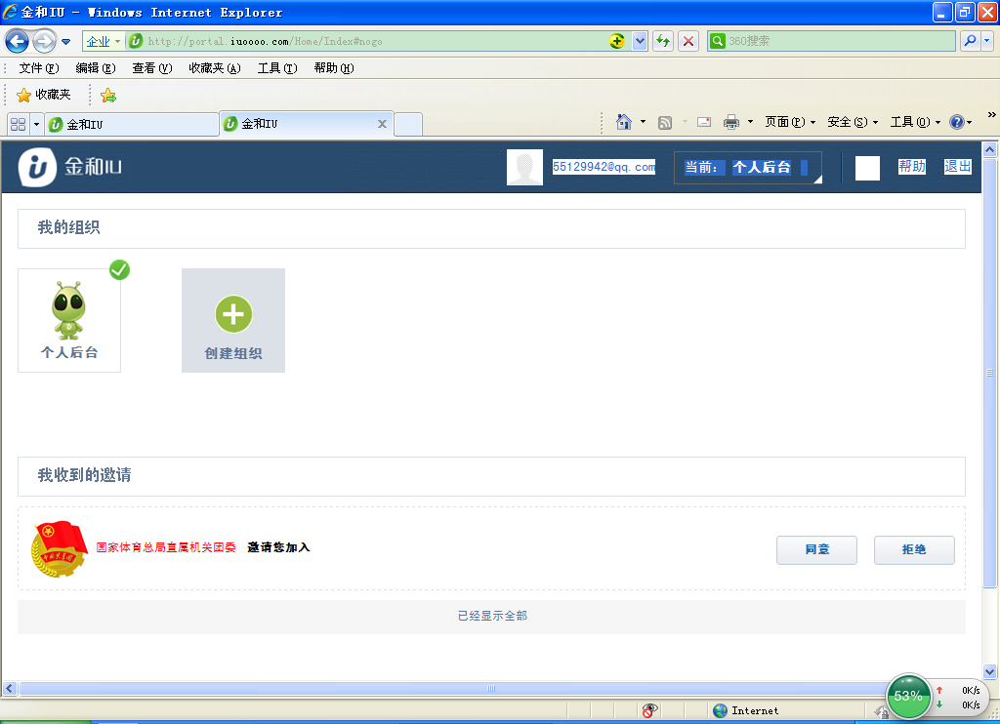 金和IU - Windows Internet Explorer
企业 http://portal.iuoooo.com/Home/Index#nogo 360搜索
文件(F) 编辑(E) 查看(V) 收藏夹(A) 工具(T) 帮助(H)
收藏夹
金和IU 金和IU 页面(P) 安全(S) 工具(O) »
金和IU 55129942@qq.com 当前： 个人后台 帮助 退出
我的组织
个人后台 创建组织
我收到的邀请
国家体育总局直属机关团委 邀请您加入 同意 拒绝
已经显示全部
53% 0K/s
0K/s
Internet